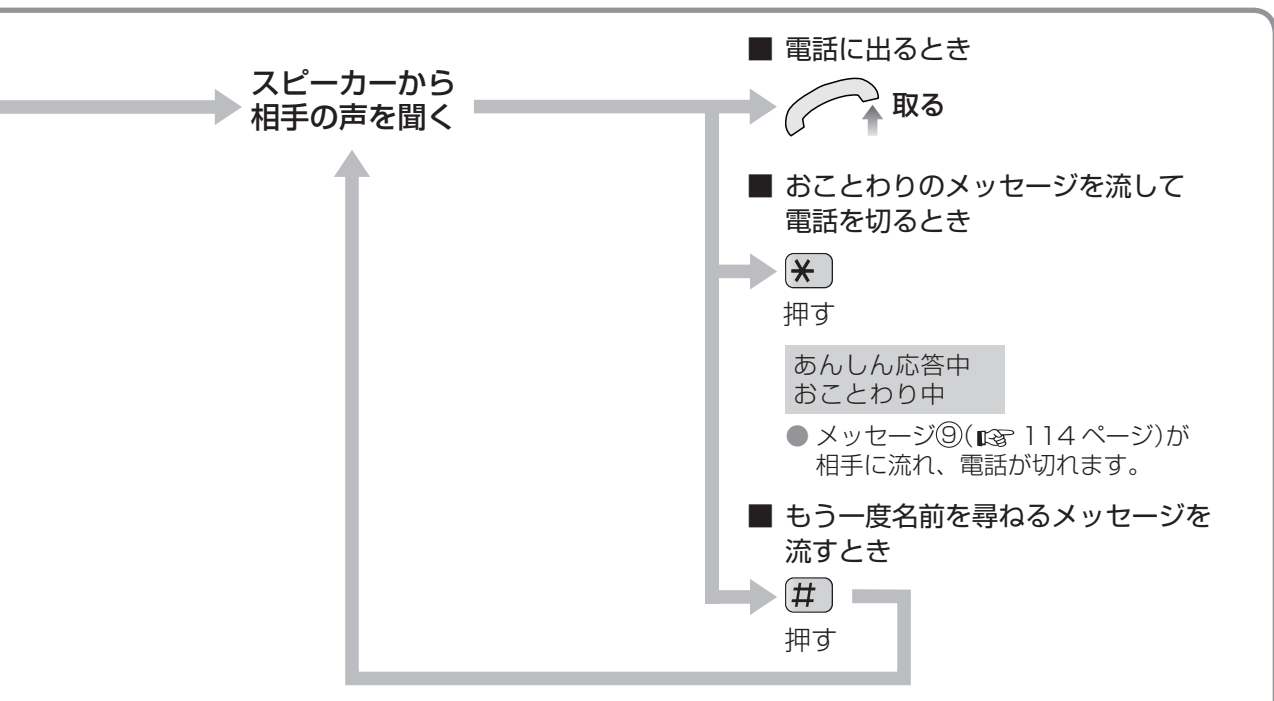 スピーカーから
相手の声を聞く
■ 電話に出るとき
取る
■ おことわりのメッセージを流して
電話を切るとき
＊
押す
あんしん応答中
おことわり中
● メッセージ⑨(☞ 114 ページ)が
相手に流れ、電話が切れます。
■ もう一度名前を尋ねるメッセージを
流すとき
＃
押す